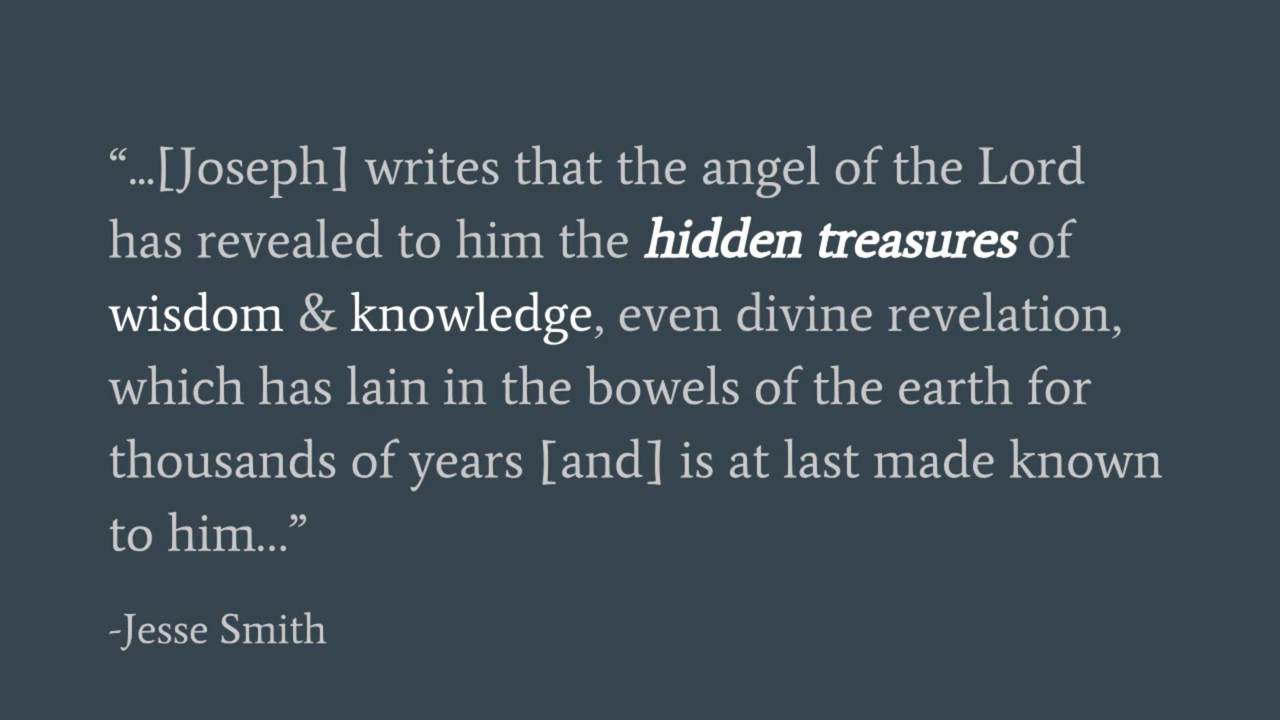 “...[Joseph] writes that the angel of the Lord
has revealed to him the hidden treasures of
wisdom & knowledge, even divine revelation,
which has lain in the bowels of the earth for
thousands of years [and] is at last made known
to him...”
-Jesse Smith